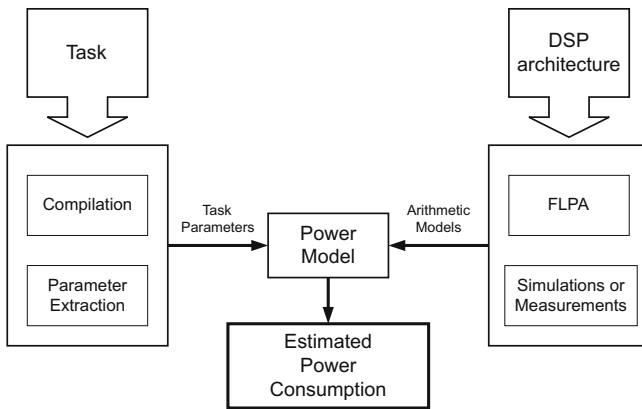 Task
DSP
architecture
Compilation
Parameter
Extraction
Task
Parameters
Power
Model
Arithmetic
Models
FLPA
Simulations or
Measurements
Estimated
Power
Consumption